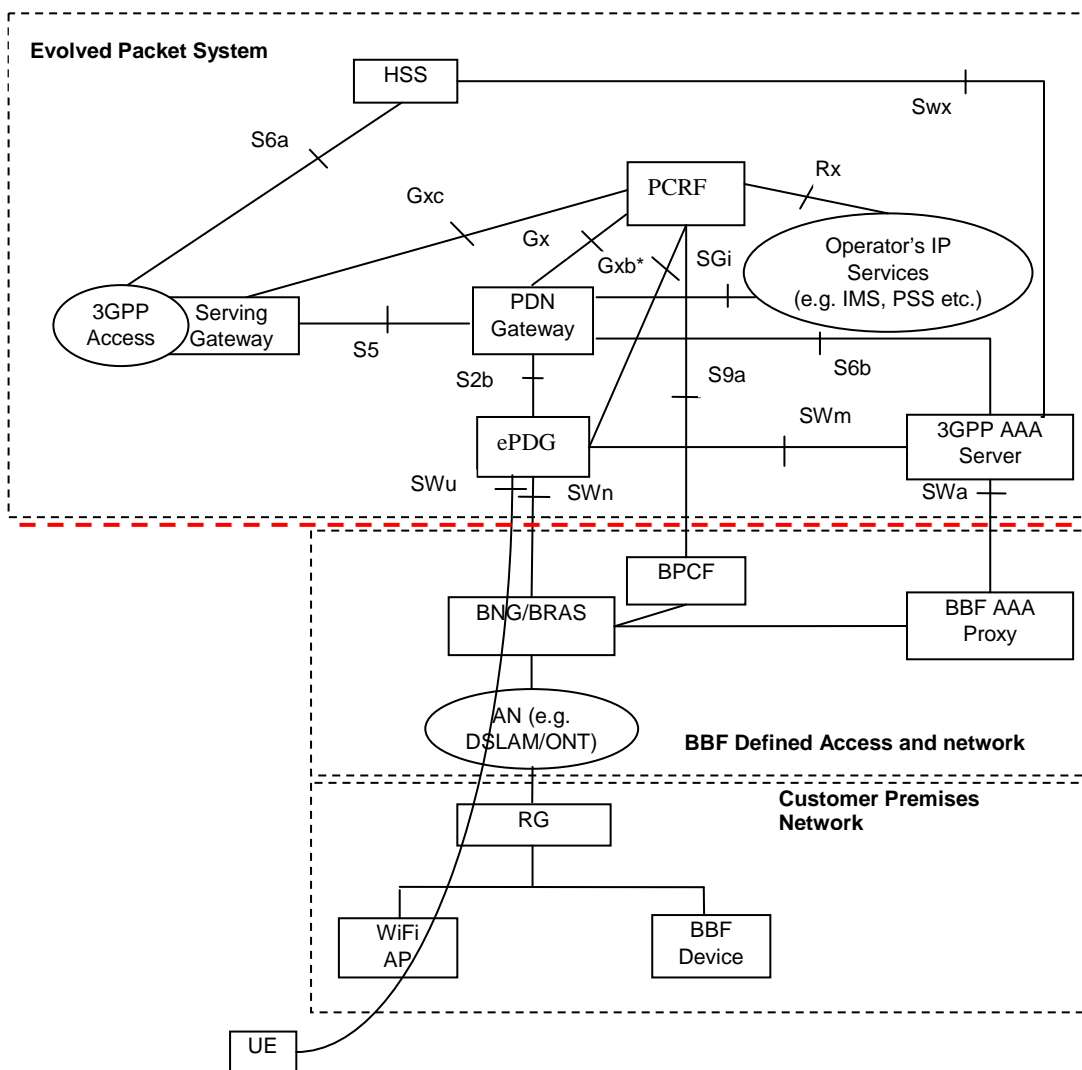 Evolved Packet System
HSS
Swx
S6a
PCRF
Rx
Gxc
Gx
Gxb*
SGi
Operator's IP
Services
(e.g. IMS, PSS etc.)
3GPP
Access
Serving
Gateway
PDN
Gateway
S5
S6b
S2b
S9a
SWm
ePDG
3GPP AAA
Server
SWu
SWn
SWa
BPCF
BNG/BRAS
BBF AAA
Proxy
AN (e.g.
DSLAM/ONT)
BBF Defined Access and network
Customer Premises
Network
RG
WiFi
AP
BBF
Device
UE